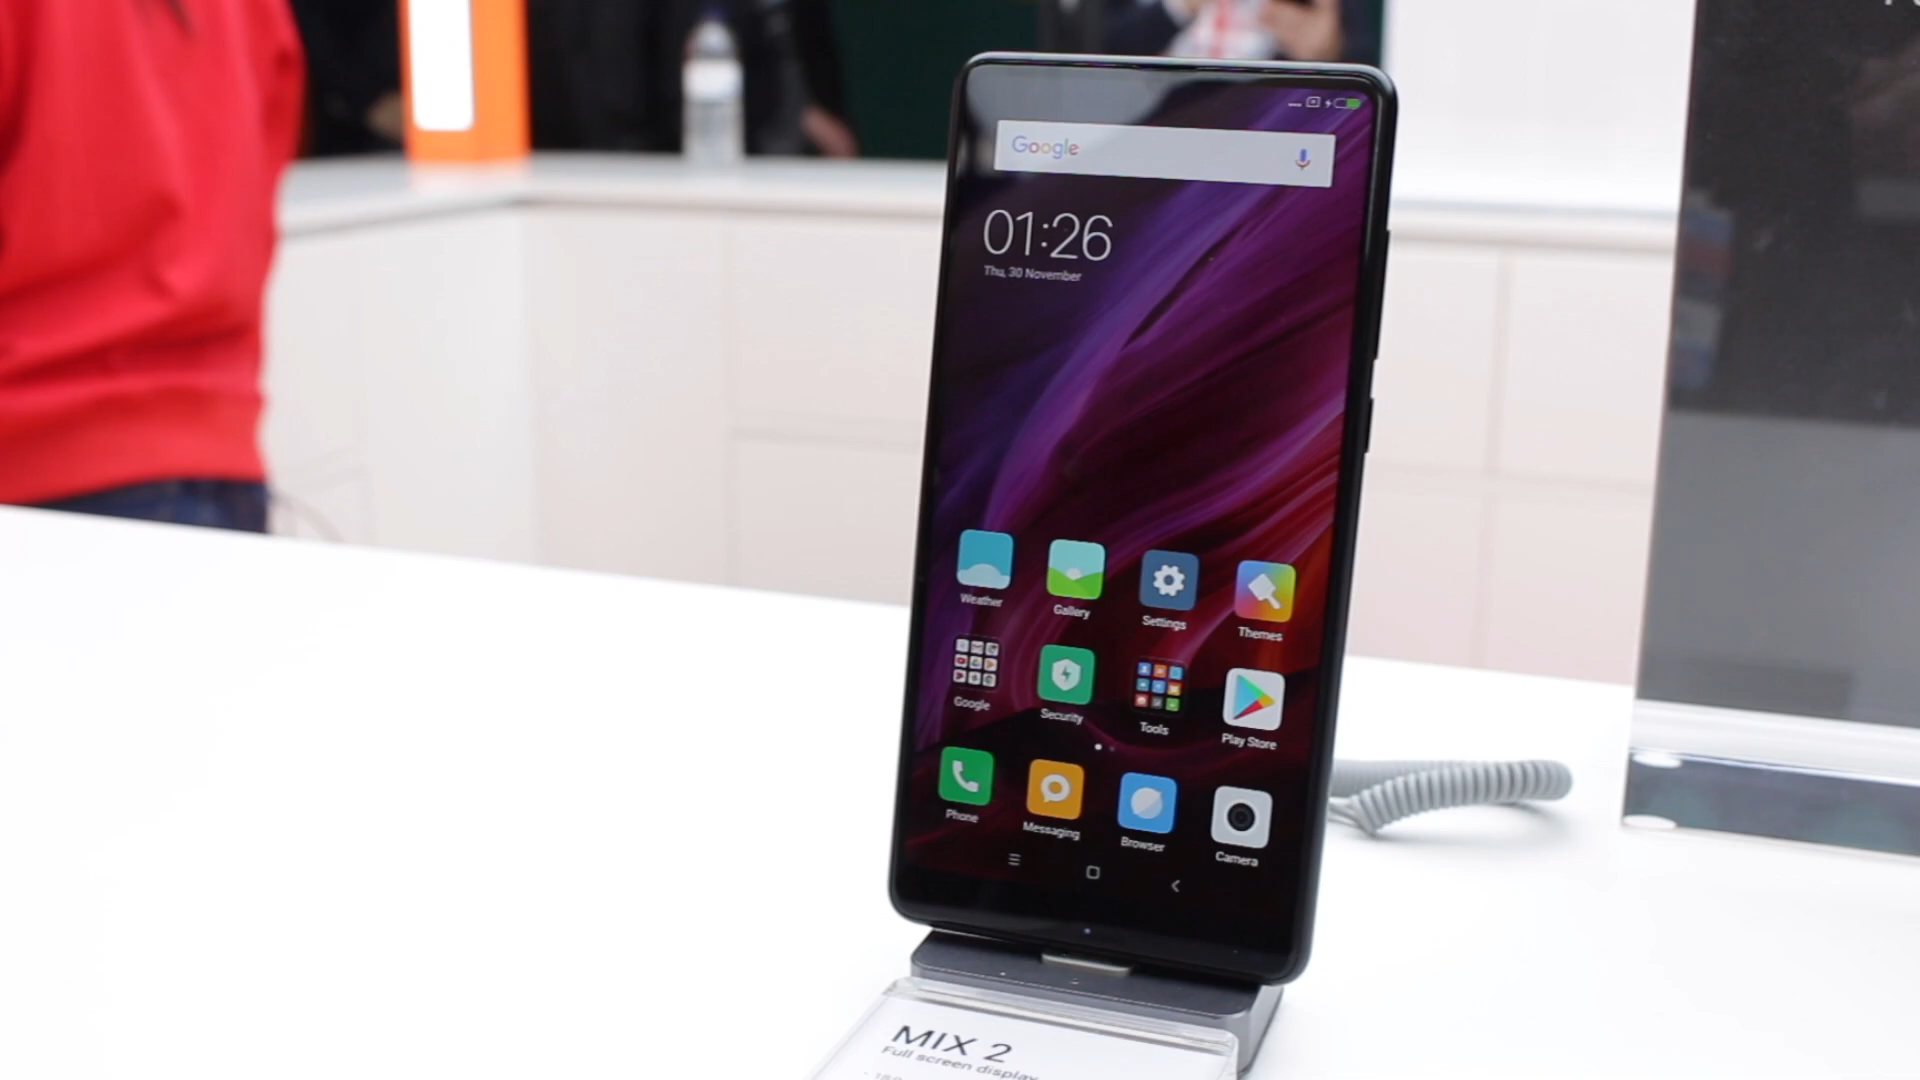 Google
01:26
Thu, 30 November
Weather
Gallery
Settings
Themes
Google
Security
Tools
Play Store
Phone
Messaging
Browser
Camera
MIX 2
Full screen display